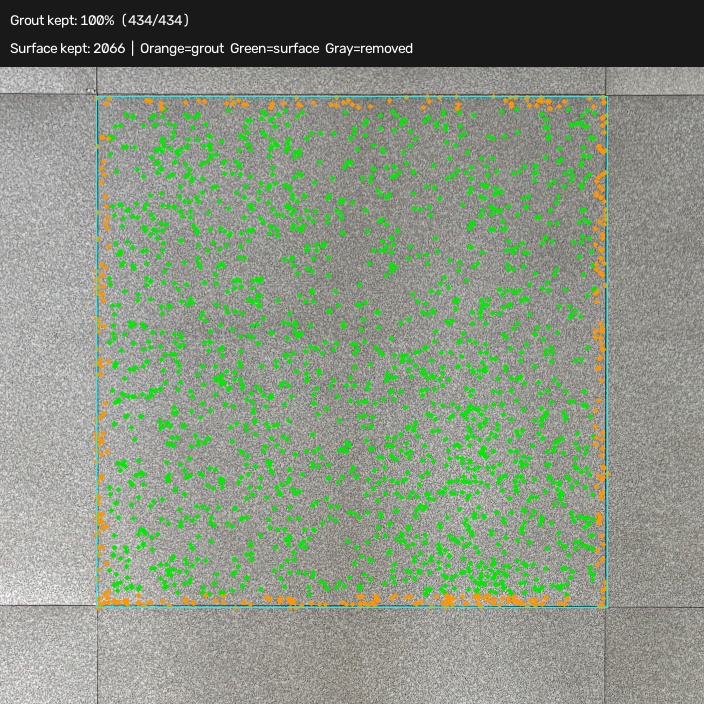 Grout kept: 100% (434/434)
Surface kept: 2066 | Orange=grout Green=surface Gray=removed